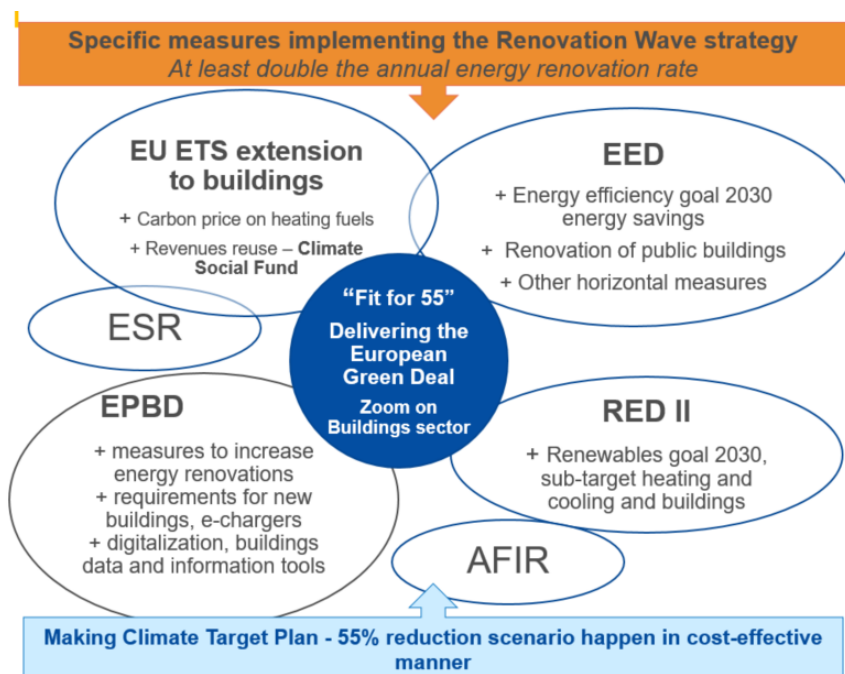 Specific measures implementing the Renovation Wave strategy
At least double the annual energy renovation rate
EU ETS extension
to buildings
+ Carbon price on heating fuels
+ Revenues reuse – Climate
Social Fund
EED
+ Energy efficiency goal 2030
energy savings
+ Renovation of public buildings
+ Other horizontal measures
ESR
“Fit for 55”
Delivering the
European
Green Deal
Zoom on
Buildings sector
EPBD
+ measures to increase
energy renovations
+ requirements for new
buildings, e-chargers
+ digitalization, buildings
data and information tools
RED II
+ Renewables goal 2030,
sub-target heating and
cooling and buildings
AFIR
Making Climate Target Plan - 55% reduction scenario happen in cost-effective
manner